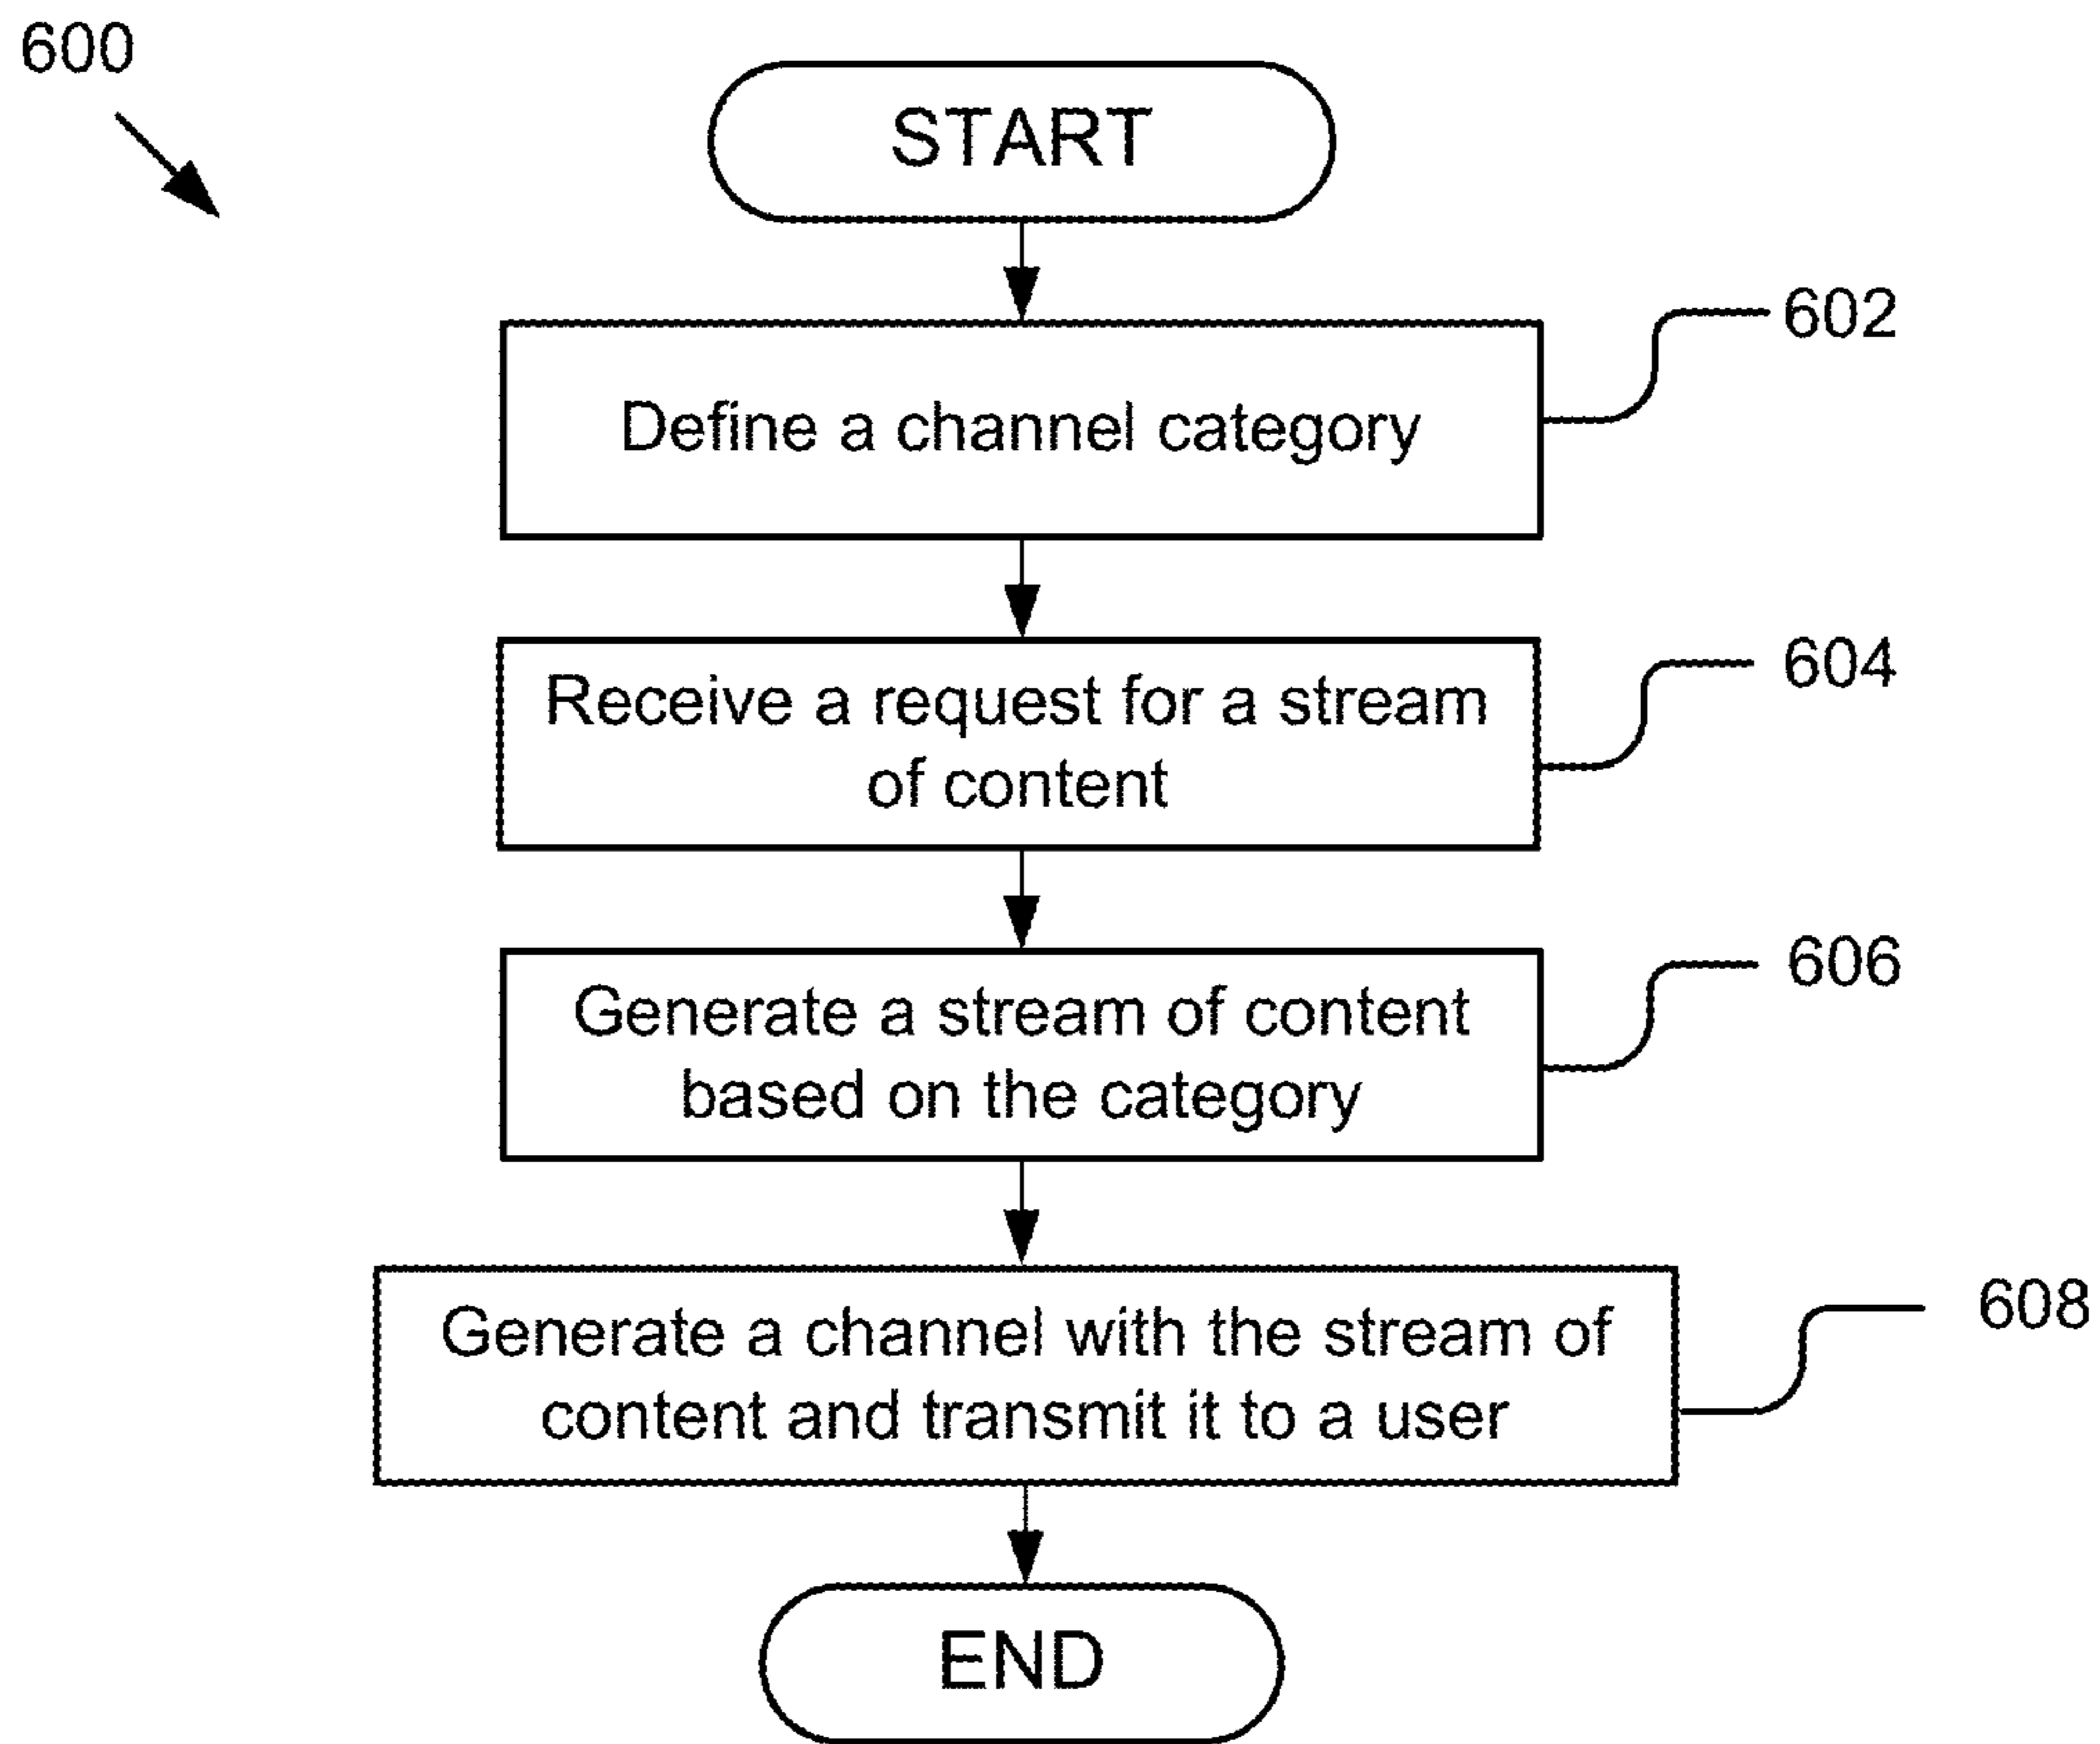 600
START
602
Define a channel category
604
Receive a request for a stream
of content
606
Generate a stream of content
based on the category
608
Generate a channel with the stream of
content and transmit it to a user
END